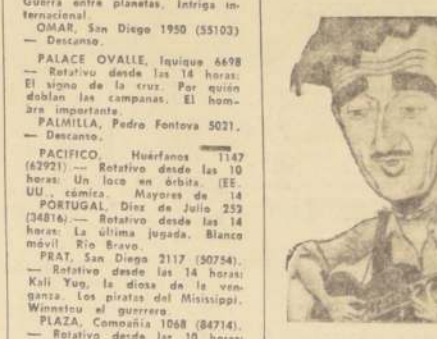 Guerra entre planetas, Intriga in-
ternacional.
OMAR, San Diego 1950 (55103)
— Descanso.
PALACE OVALLE, Iquique 6698
— Rotativo desde las 14 horas:
El signo de la cruz. Por quién
doblan las campanas. El hom-
bre importante.
PALMILLA, Pedro Fontova 5021.
— Descanso.
PACIFICO, Huérfanos 1147
(62921).— Rotativo desde las 10
horas: Un loco en órbita. (EE.
UU., cómica. Mayores de 14
PORTUGAL, Diez de Julio 252
(34816).— Rotativo desde las 14
horas: La última jugada. Blanco
móvil. Río Bravo.
PRAT, San Diego 2117 (50754).
— Rotativo desde las 14 horas:
Kali Yug, la diosa de la ven-
ganza. Los piratas del Misissipi.
Winnetou el guerrero.
PLAZA, Compañía 1068 (84714).
— Rotativo desde las 10 horas: